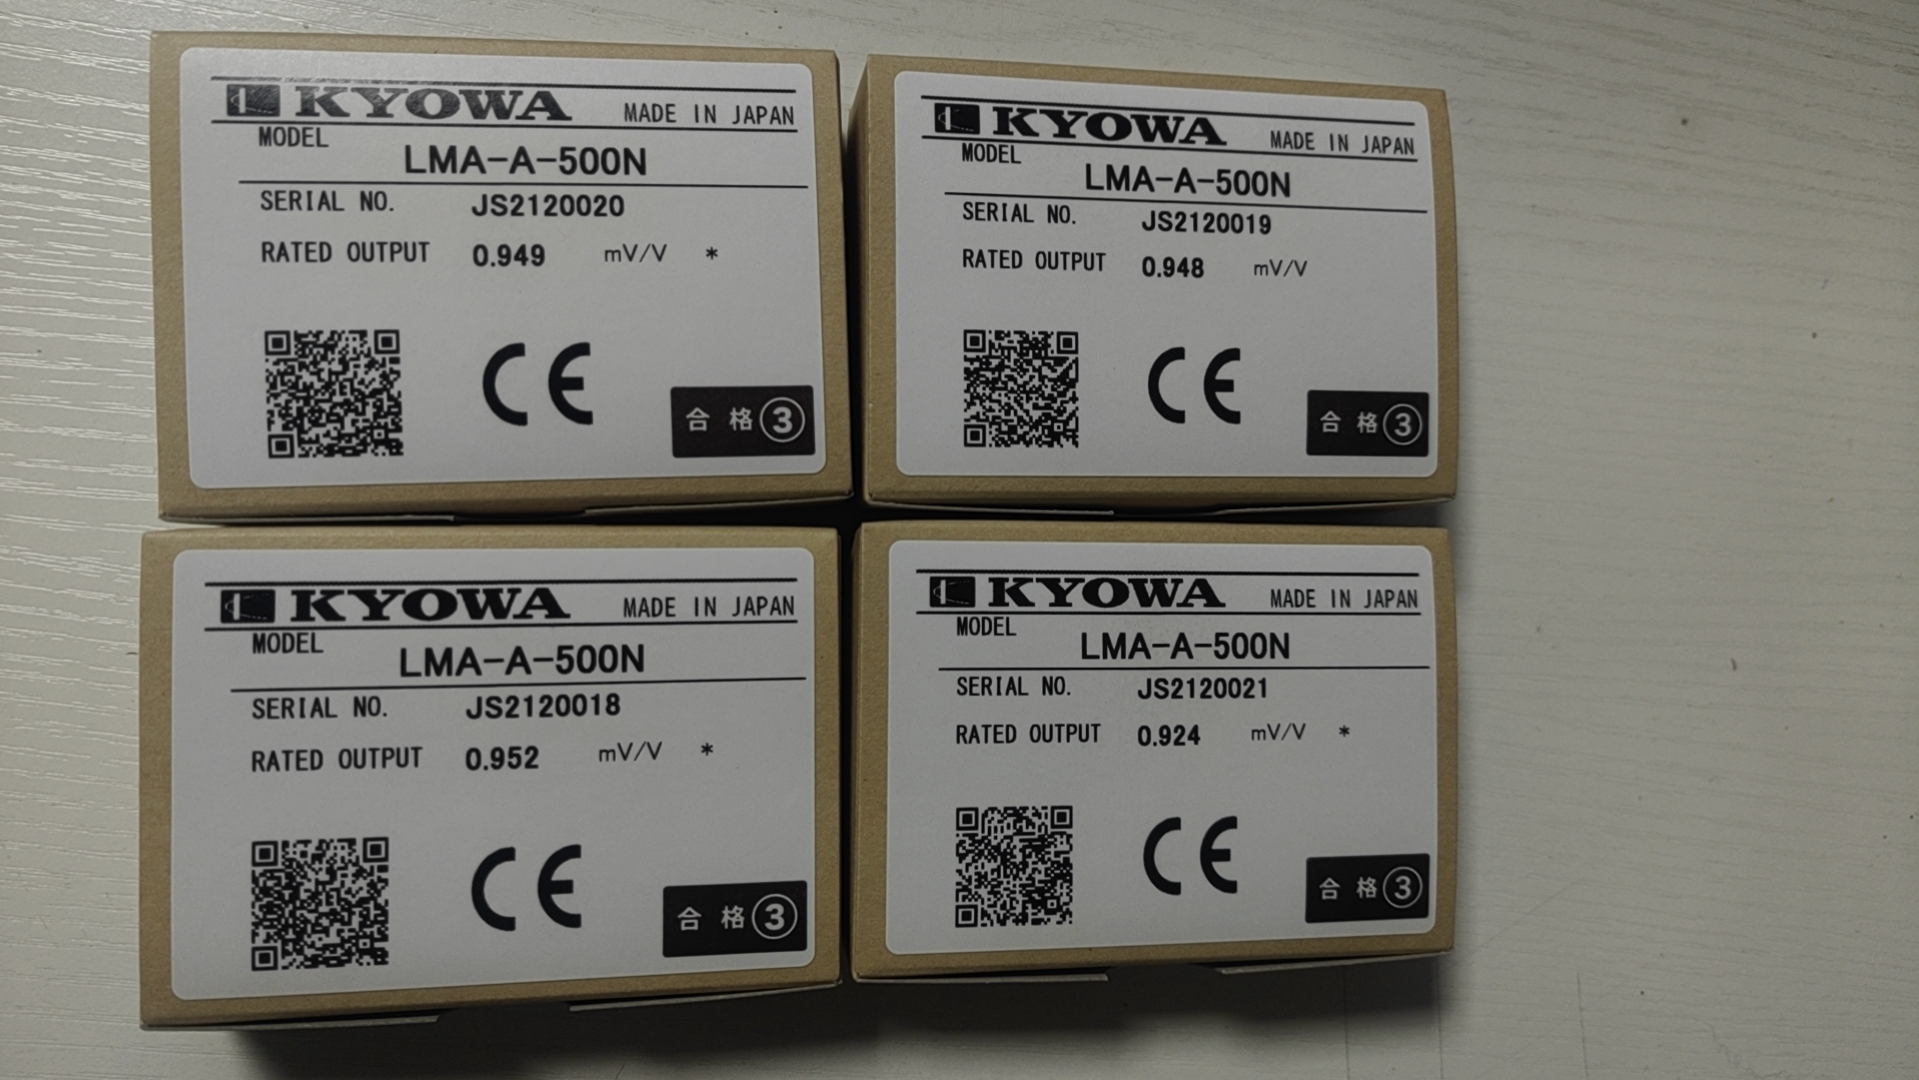 KYOWA MADE IN JAPAN
MODEL
LMA-A-500N
SERIAL NO. JS2120020
RATED OUTPUT 0.949 mV/V *
CE
合格③
KYOWA MADE IN JAPAN
MODEL
LMA-A-500N
SERIAL NO. JS2120019
RATED OUTPUT 0.948 mV/V
CE
合格③
KYOWA MADE IN JAPAN
MODEL
LMA-A-500N
SERIAL NO. JS2120018
RATED OUTPUT 0.952 mV/V *
CE
合格③
KYOWA MADE IN JAPAN
MODEL
LMA-A-500N
SERIAL NO. JS2120021
RATED OUTPUT 0.924 mV/V *
CE
合格③